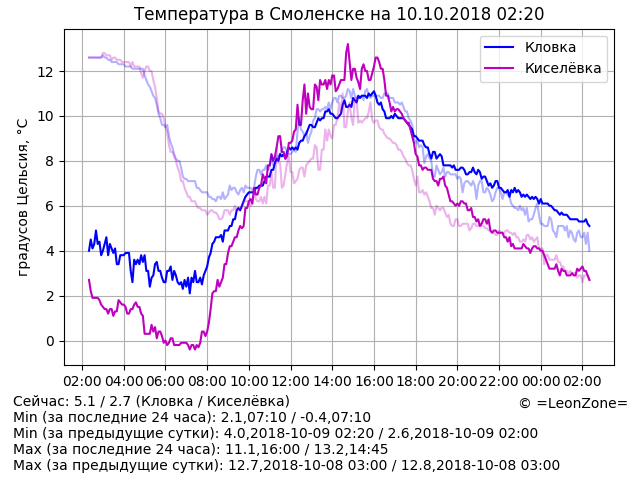 Температура в Смоленске на 10.10.2018 02:20
Кловка
Киселёвка
градусов Цельсия, °C
12
10
8
6
4
2
0
02:00 04:00 06:00 08:00 10:00 12:00 14:00 16:00 18:00 20:00 22:00 00:00 02:00
Сейчас: 5.1 / 2.7 (Кловка / Киселёвка)
© =LeonZone=
Min (за последние 24 часа): 2.1,07:10 / -0.4,07:10
Min (за предыдущие сутки): 4.0,2018-10-09 02:20 / 2.6,2018-10-09 02:00
Max (за последние 24 часа): 11.1,16:00 / 13.2,14:45
Max (за предыдущие сутки): 12.7,2018-10-08 03:00 / 12.8,2018-10-08 03:00